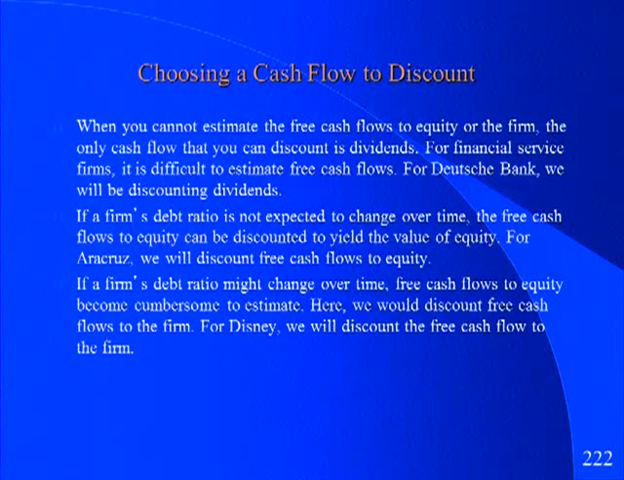 Choosing a Cash Flow to Discount
When you cannot estimate the free cash flows to equity or the firm, the
only cash flow that you can discount is dividends. For financial service
firms, it is difficult to estimate free cash flows. For Deutsche Bank, we
will be discounting dividends.
If a firm's debt ratio is not expected to change over time, the free cash
flows to equity can be discounted to yield the value of equity. For
Aracruz, we will discount free cash flows to equity.
If a firm's debt ratio might change over time, free cash flows to equity
become cumbersome to estimate. Here, we would discount free cash
flows to the firm. For Disney, we will discount the free cash flow to
the firm.
222